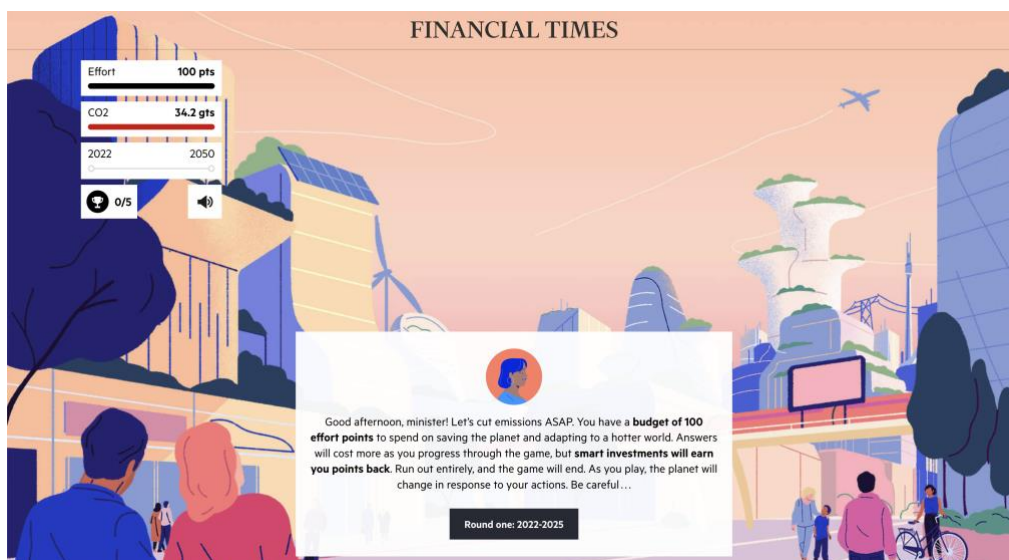 FINANCIAL TIMES
Effort 100 pts
CO2 34.2 gts
2022 2050
0/5
Good afternoon, minister! Let's cut emissions ASAP. You have a budget of 100
effort points to spend on saving the planet and adapting to a hotter world. Answers
will cost more as you progress through the game, but smart investments will earn
you points back. Run out entirely, and the game will end. As you play, the planet will
change in response to your actions. Be careful...
Round one: 2022-2025